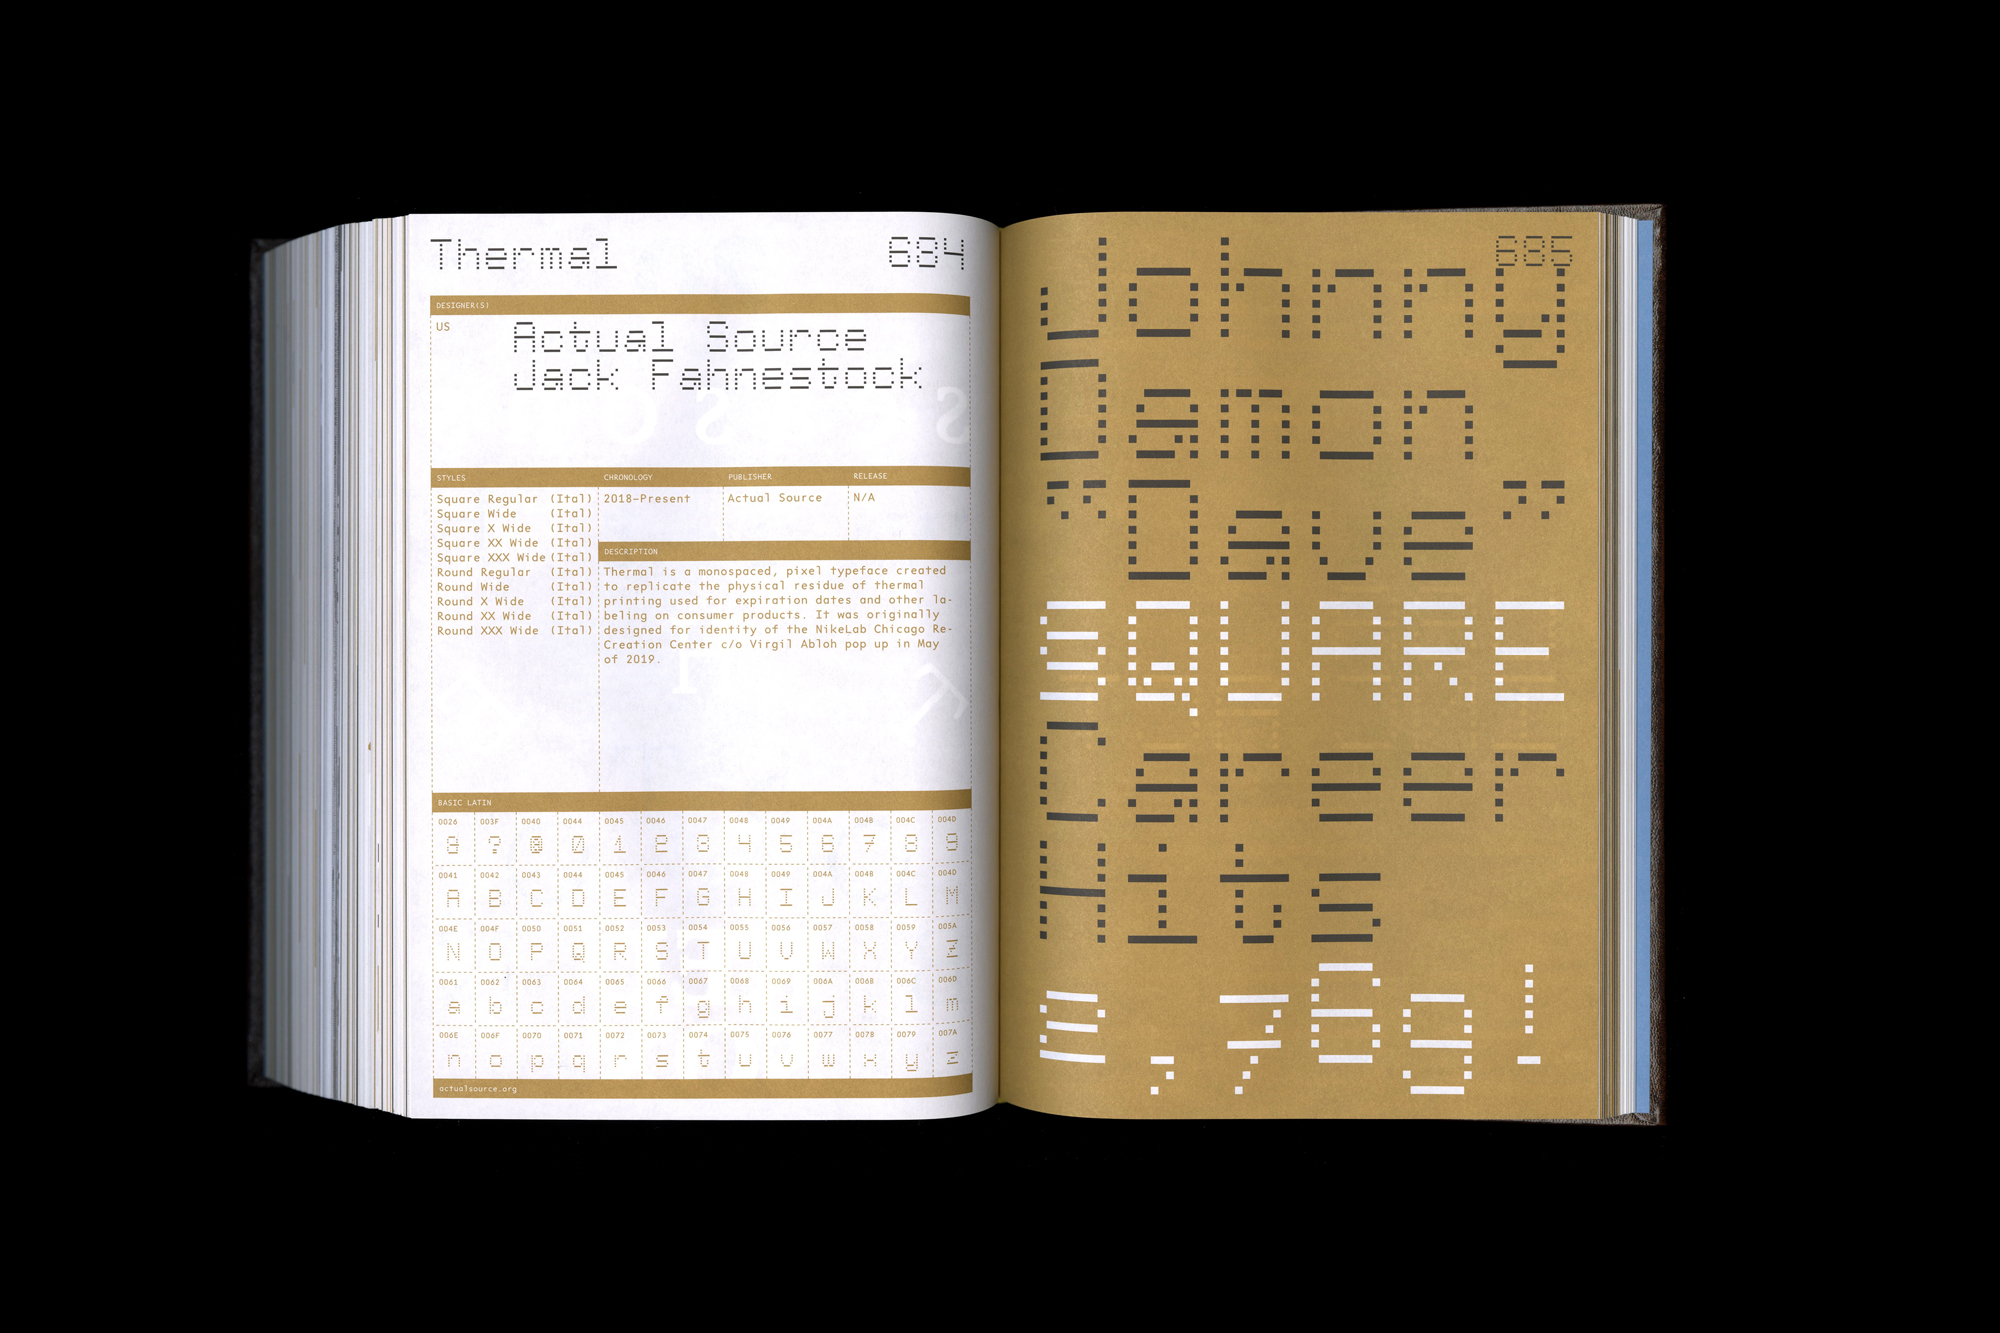 Thermal 684
DESIGNER(S)
US
Actual Source
Jack Fahnestock
STYLES
Square Regular (Ital)
Square Wide (Ital)
Square X Wide (Ital)
Square XX Wide (Ital)
Square XXX Wide (Ital)
Round Regular (Ital)
Round Wide (Ital)
Round X Wide (Ital)
Round XX Wide (Ital)
Round XXX Wide (Ital)
CHRONOLOGY
2018–Present
PUBLISHER
Actual Source
RELEASE
N/A
DESCRIPTION
Thermal is a monospaced, pixel typeface created
to replicate the physical residue of thermal
printing used for expiration dates and other la-
beling on consumer products. It was originally
designed for identity of the NikeLab Chicago Re-
Creation Center c/o Virgil Abloh pop up in May
of 2019.
BASIC LATIN
0026 003F 0040 0044 0045 0046 0047 0048 0049 004A 004B 004C 004D
& ? @ 0 1 2 3 4 5 6 7 8 9
0041 0042 0043 0044 0045 0046 0047 0048 0049 004A 004B 004C 004D
A B C D E F G H I J K L M
004E 004F 0050 0051 0052 0053 0054 0055 0056 0057 0058 0059 005A
N O P Q R S T U V W X Y Z
0061 0062 0063 0064 0065 0066 0067 0068 0069 006A 006B 006C 006D
a b c d e f g h i j k l m
006E 006F 0070 0071 0072 0073 0074 0075 0076 0077 0078 0079 007A
n o p q r s t u v w x y z
actualsource.org
685
Johnny
Damon
“Dave”
SQUARE
Career
Hits
2,769!